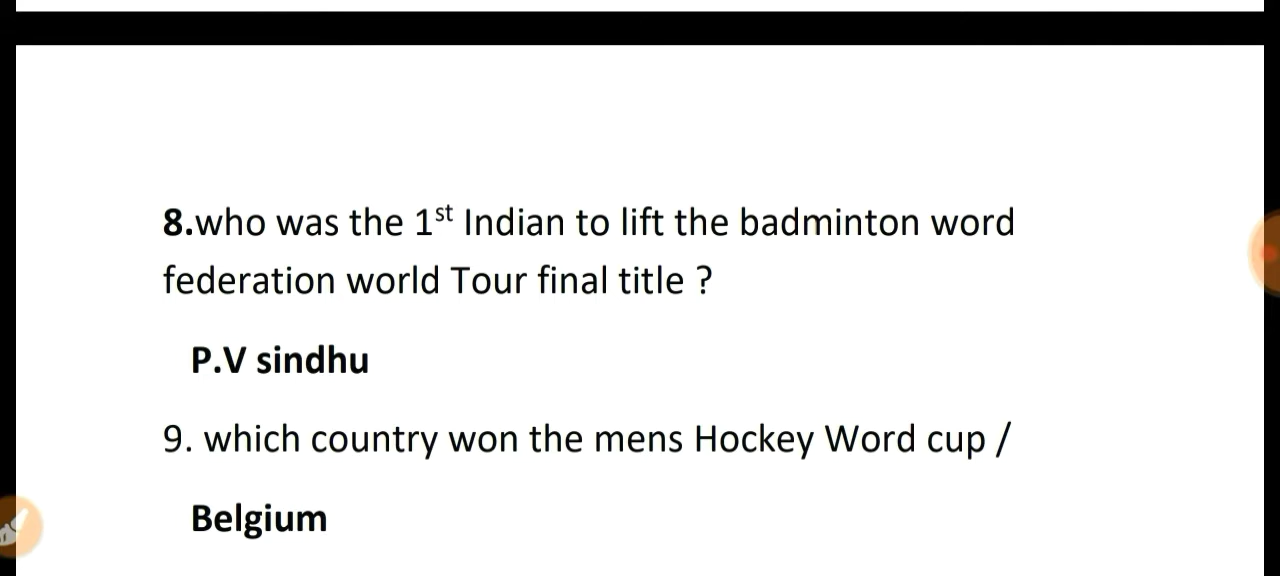 8.who was the 1st Indian to lift the badminton word
federation world Tour final title ?
P.V sindhu
9. which country won the mens Hockey Word cup /
Belgium